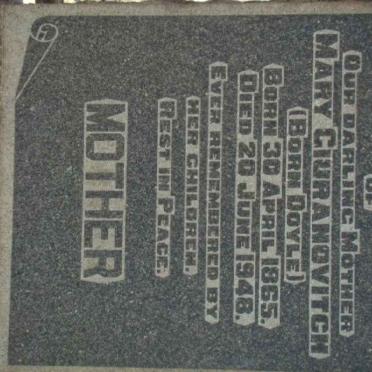 OF
OUR DARLING MOTHER
MARY CIURANOVITCH
(BORN DOYLE)
BORN 30 APRIL 1865.
DIED 20 JUNE 1948.
EVER REMEMBERED BY
HER CHILDREN.
REST IN PEACE.
MOTHER